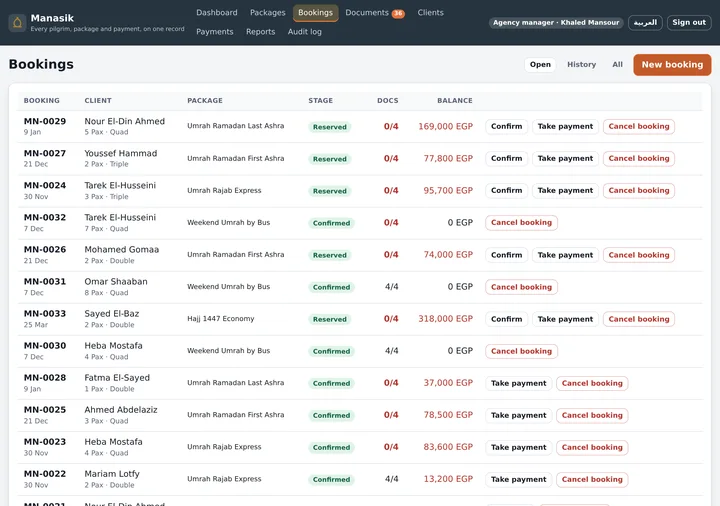 Manasik
Every pilgrim, package and payment, on one record
Dashboard Packages Bookings Documents 36 Clients
Payments Reports Audit log
Agency manager · Khaled Mansour العربية Sign out
Bookings
Open History All New booking
BOOKING CLIENT PACKAGE STAGE DOCS BALANCE
MN-0029 Nour El-Din Ahmed Umrah Ramadan Last Ashra Reserved 0/4 169,000 EGP Confirm Take payment Cancel booking
9 Jan 5 Pax · Quad
MN-0027 Youssef Hammad Umrah Ramadan First Ashra Reserved 0/4 77,800 EGP Confirm Take payment Cancel booking
21 Dec 2 Pax · Triple
MN-0024 Tarek El-Husseini Umrah Rajab Express Reserved 0/4 95,700 EGP Confirm Take payment Cancel booking
30 Nov 3 Pax · Triple
MN-0032 Tarek El-Husseini Weekend Umrah by Bus Confirmed 0/4 0 EGP Cancel booking
7 Dec 7 Pax · Quad
MN-0026 Mohamed Gomaa Umrah Ramadan First Ashra Reserved 0/4 74,000 EGP Confirm Take payment Cancel booking
21 Dec 2 Pax · Double
MN-0031 Omar Shaaban Weekend Umrah by Bus Confirmed 4/4 0 EGP Cancel booking
7 Dec 8 Pax · Quad
MN-0033 Sayed El-Baz Hajj 1447 Economy Reserved 0/4 318,000 EGP Confirm Take payment Cancel booking
25 Mar 2 Pax · Double
MN-0030 Heba Mostafa Weekend Umrah by Bus Confirmed 4/4 0 EGP Cancel booking
7 Dec 4 Pax · Quad
MN-0028 Fatma El-Sayed Umrah Ramadan Last Ashra Confirmed 0/4 37,000 EGP Take payment Cancel booking
9 Jan 1 Pax · Double
MN-0025 Ahmed Abdelaziz Umrah Ramadan First Ashra Confirmed 0/4 78,500 EGP Take payment Cancel booking
21 Dec 3 Pax · Quad
MN-0023 Heba Mostafa Umrah Rajab Express Confirmed 0/4 83,600 EGP Take payment Cancel booking
30 Nov 4 Pax · Quad
MN-0022 Mariam Lotfy Umrah Rajab Express Confirmed 4/4 13,200 EGP Take payment Cancel booking
30 Nov 2 Pax · Double
MN-0021 Nour El-Din Ahmed